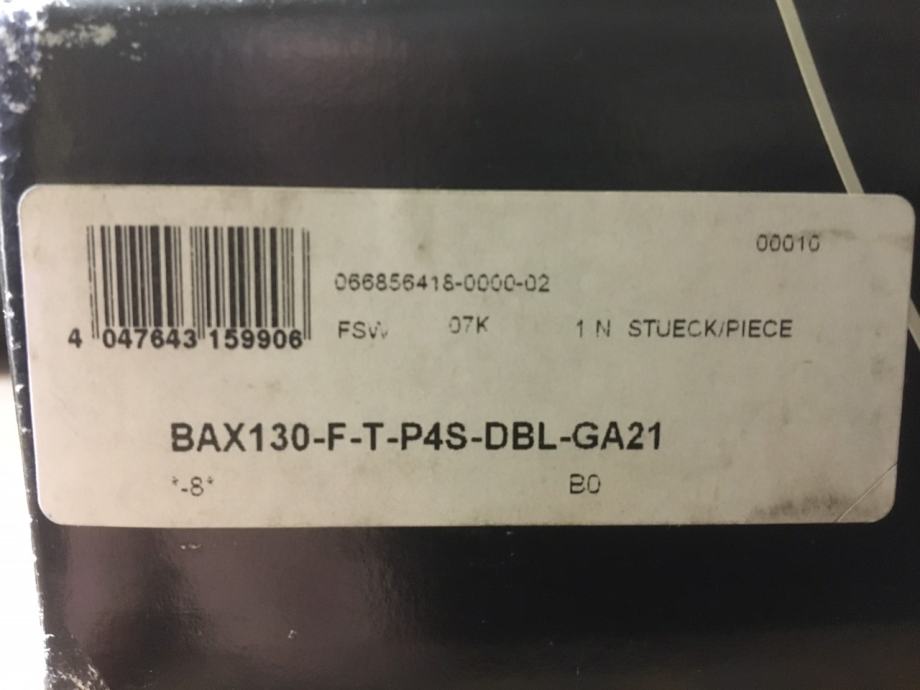 00010
066856418-0000-02
FSW 07K 1 N STUECK/PIECE
4 047643 159906
BAX130-F-T-P4S-DBL-GA21
*-8* B0